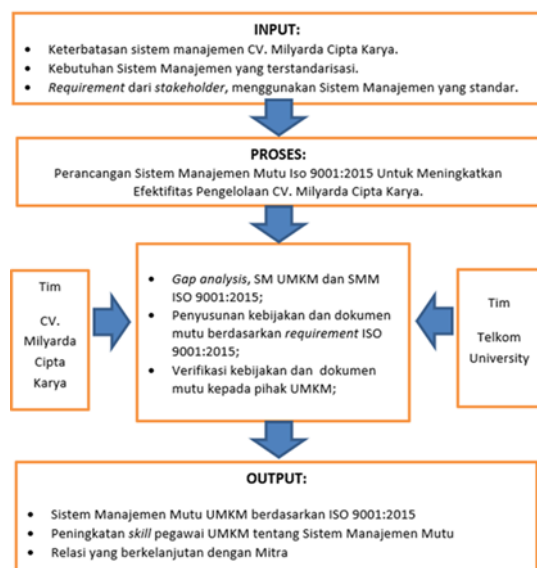 INPUT:
• Keterbatasan sistem manajemen CV. Milyarda Cipta Karya.
• Kebutuhan Sistem Manajemen yang terstandarisasi.
• Requirement dari stakeholder, menggunakan Sistem Manajemen yang standar.
PROSES:
Perancangan Sistem Manajemen Mutu Iso 9001:2015 Untuk Meningkatkan
Efektifitas Pengelolaan CV. Milyarda Cipta Karya.
Tim
CV.
Milyarda
Cipta
Karya
• Gap analysis, SM UMKM dan SMM
ISO 9001:2015;
• Penyusunan kebijakan dan dokumen
mutu berdasarkan requirement ISO
9001:2015;
• Verifikasi kebijakan dan dokumen
mutu kepada pihak UMKM;
Tim
Telkom
University
OUTPUT:
• Sistem Manajemen Mutu UMKM berdasarkan ISO 9001:2015
• Peningkatan skill pegawai UMKM tentang Sistem Manajemen Mutu
• Relasi yang berkelanjutan dengan Mitra